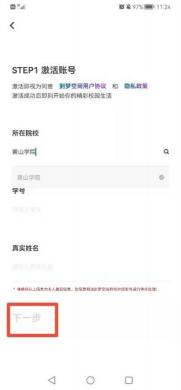 97% 11:24
STEP1 激活账号
激活即视为同意 到梦空间用户协议 和 隐私政策
激活成功后即刻开始你的精彩校园生活
所在院校
黄山学院
黄山学院
学号
真实姓名
下一步